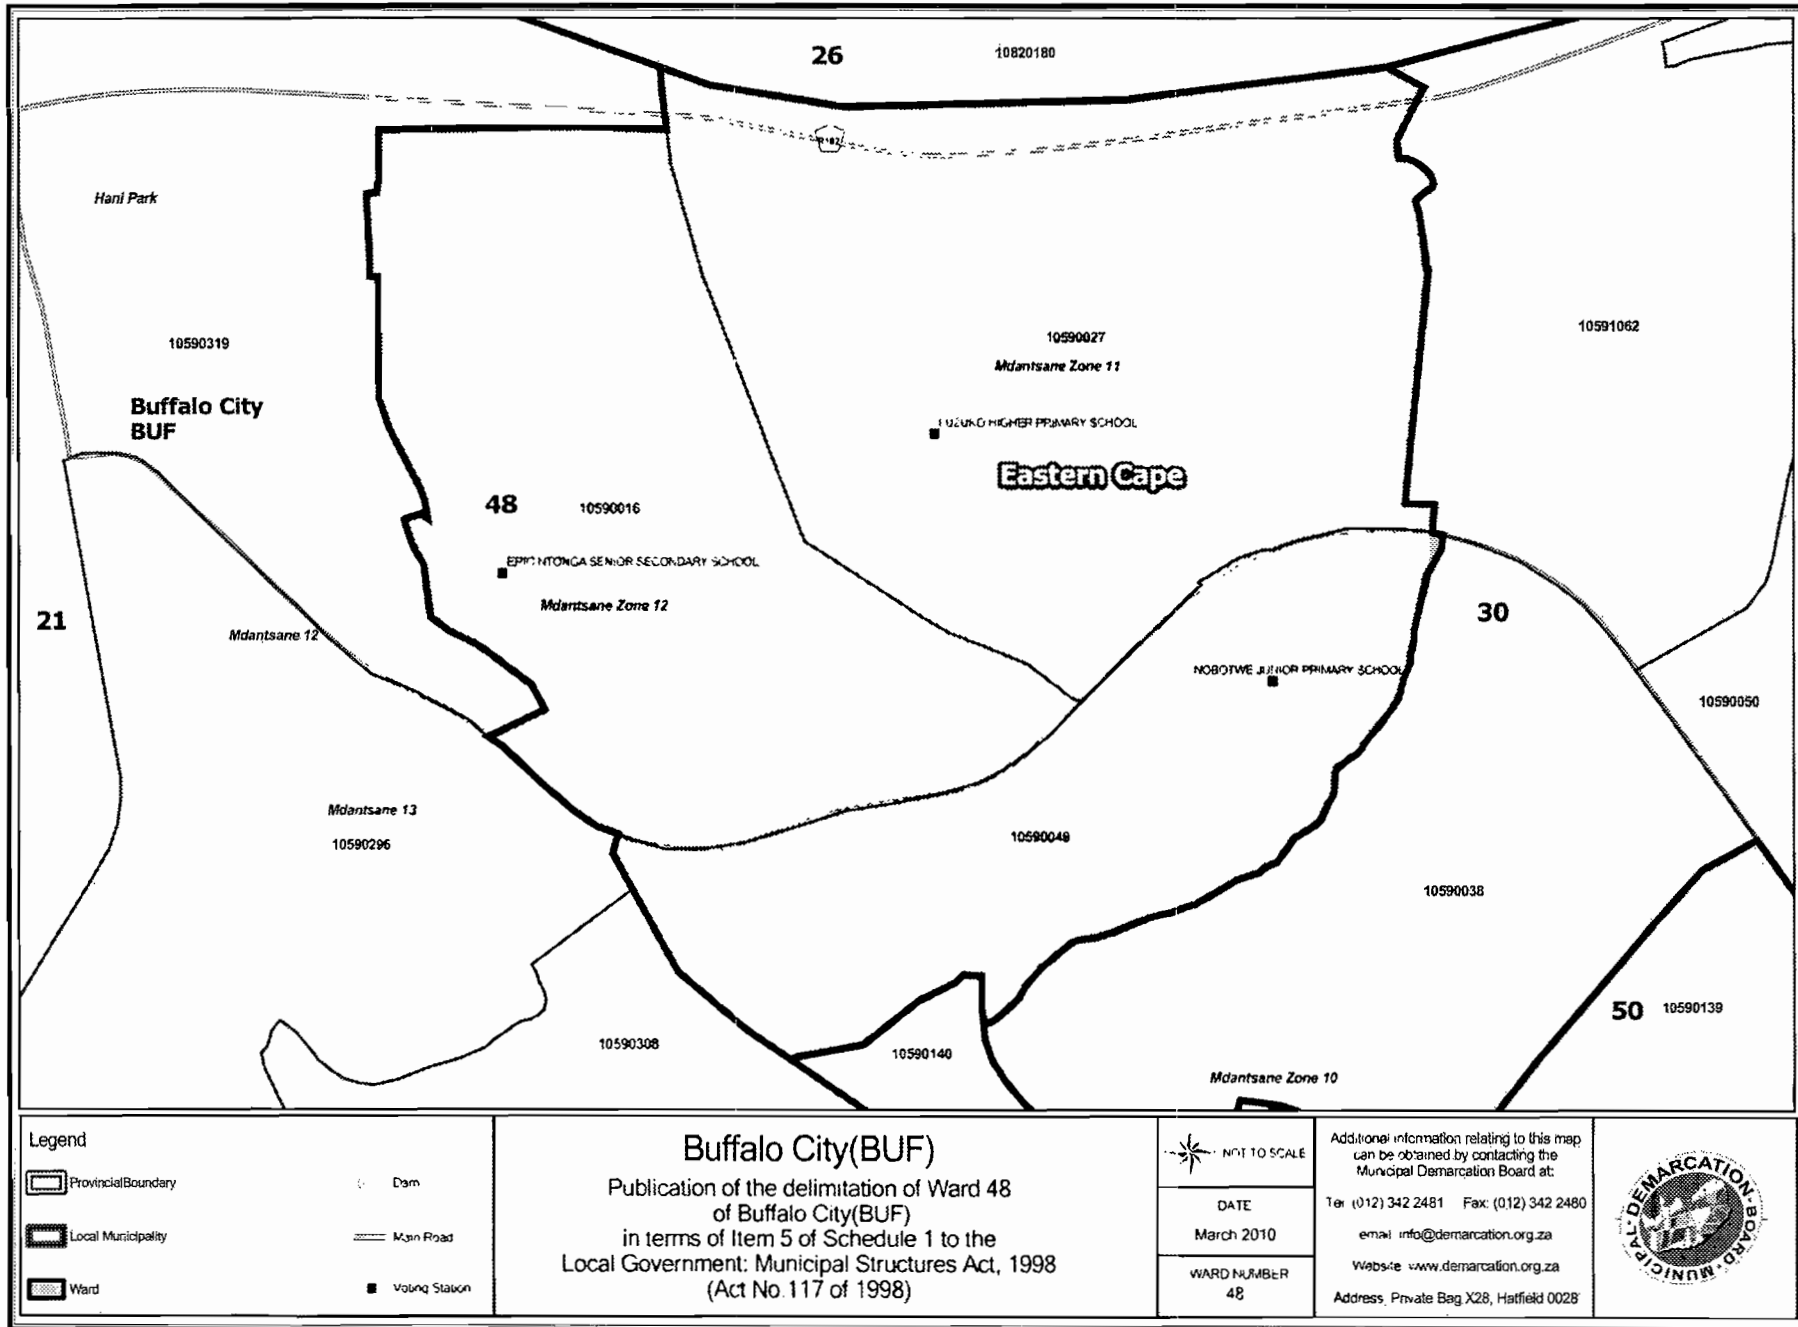 26
10820180
R102
Hani Park
10590319
10590027
10591062
Mdantsane Zone 11
Buffalo City
BUF
HIGHER PRIMARY SCHOOL
Eastern Cape
48
10590016
NTONGA SENIOR SECONDARY SCHOOL
Mdantsane Zone 12
21
30
Mdantsane 12
NOBOTWE JUNIOR PRIMARY SCHOOL
10590050
Mdantsane 13
10590296
10590049
10590038
50
10590139
10590308
10590140
Mdantsane Zone 10
Legend
ProvincialBoundary
Dam
Local Municipality
Main Road
Ward
Voting Station
Buffalo City(BUF)
Publication of the delimitation of Ward 48
of Buffalo City(BUF)
in terms of Item 5 of Schedule 1 to the
Local Government: Municipal Structures Act, 1998
(Act No.117 of 1998)
NOT TO SCALE
DATE
March 2010
WARD NUMBER
48
Additional information relating to this map
can be obtained by contacting the
Municipal Demarcation Board at:
Tel (012) 342 2481 Fax: (012) 342 2480
email info@demarcation.org.za
Website www.demarcation.org.za
Address, Private Bag X28, Hatfield 0028
MUNICIPAL DEMARCATION BOARD